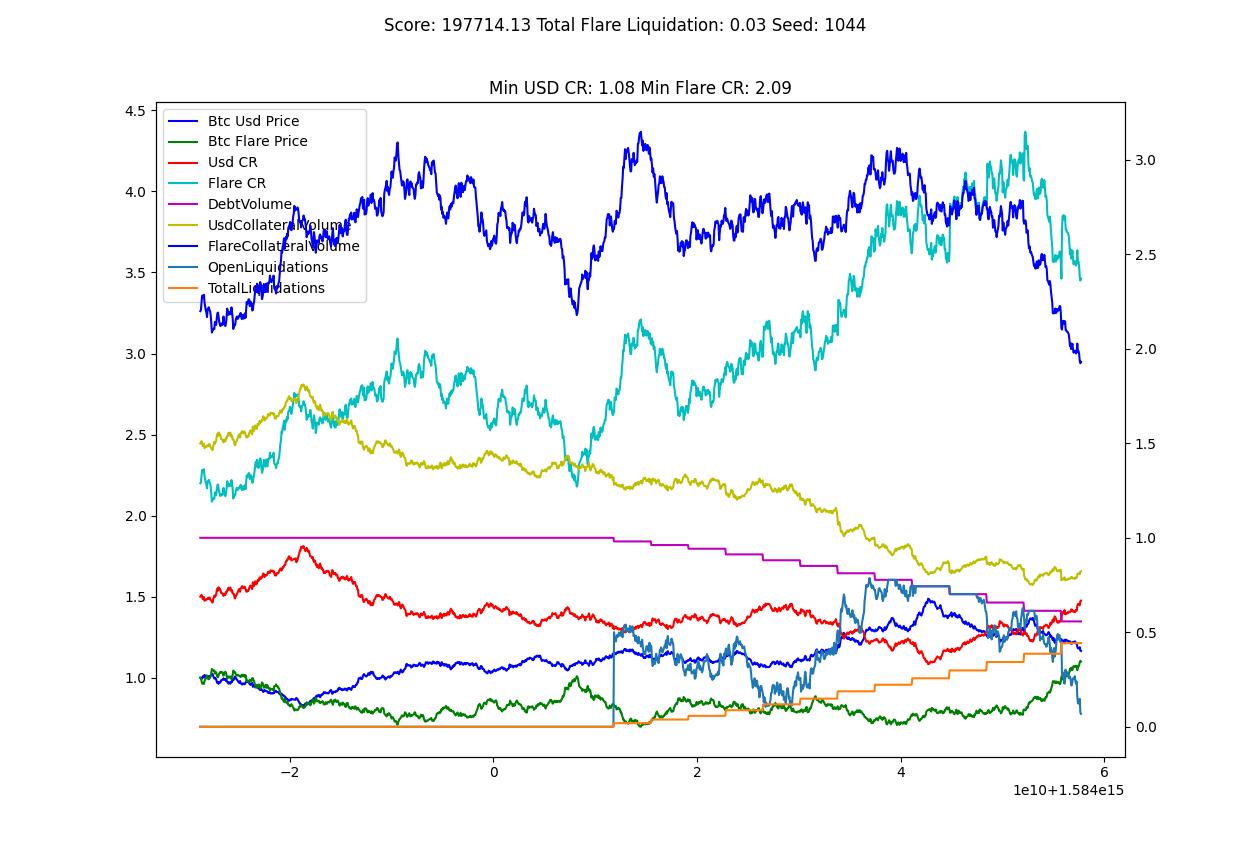 Score: 197714.13 Total Flare Liquidation: 0.03 Seed: 1044
Min USD CR: 1.08 Min Flare CR: 2.09
Btc Usd Price
Btc Flare Price
Usd CR
Flare CR
DebtVolume
UsdCollateralVolume
FlareCollateralVolume
OpenLiquidations
TotalLiquidations
4.5
4.0
3.5
3.0
2.5
2.0
1.5
1.0
3.0
2.5
2.0
1.5
1.0
0.5
0.0
−2
0
2
4
6
1e10+1.584e15